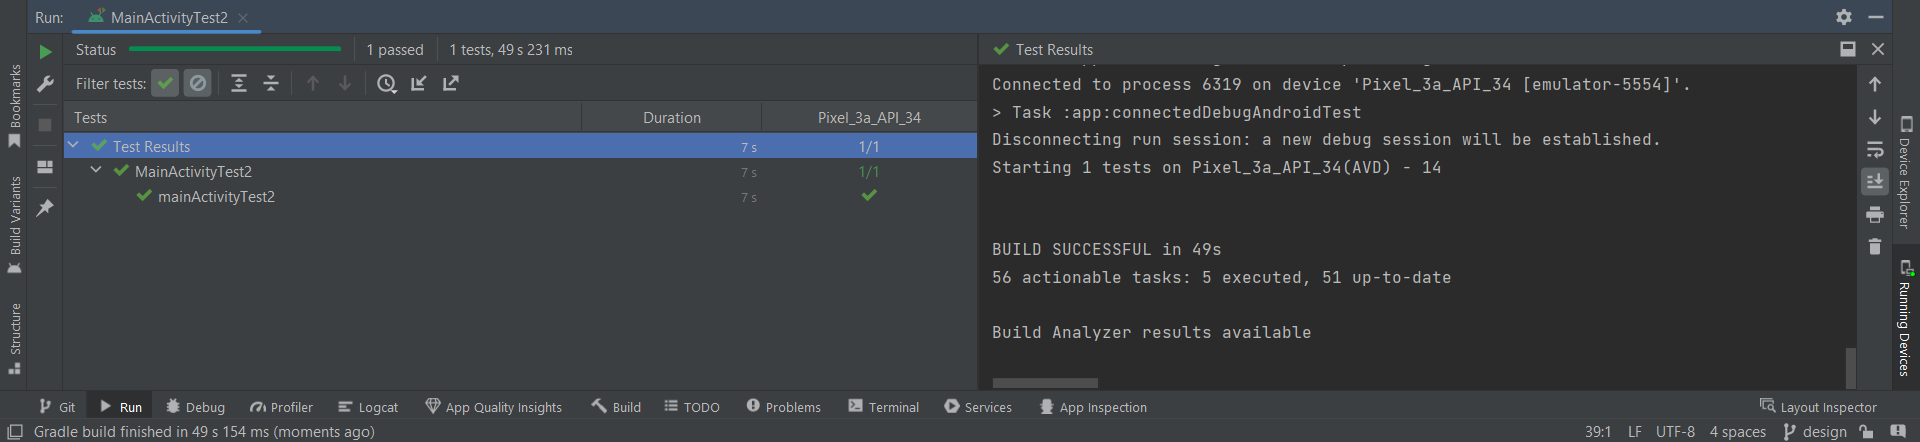 Run: MainActivityTest2
Status 1 passed 1 tests, 49 s 231 ms
Filter tests:
Tests Duration Pixel_3a_API_34
Test Results 7 s 1/1
MainActivityTest2 7 s 1/1
mainActivityTest2 7 s
Test Results
Connected to process 6319 on device 'Pixel_3a_API_34 [emulator-5554]'.
> Task :app:connectedDebugAndroidTest
Disconnecting run session: a new debug session will be established.
Starting 1 tests on Pixel_3a_API_34(AVD) - 14
BUILD SUCCESSFUL in 49s
56 actionable tasks: 5 executed, 51 up-to-date
Build Analyzer results available
Bookmarks
Build Variants
Structure
Device Explorer
Running Devices
Git Run Debug Profiler Logcat App Quality Insights Build TODO Problems Terminal Services App Inspection Layout Inspector
Gradle build finished in 49 s 154 ms (moments ago) 39:1 LF UTF-8 4 spaces design